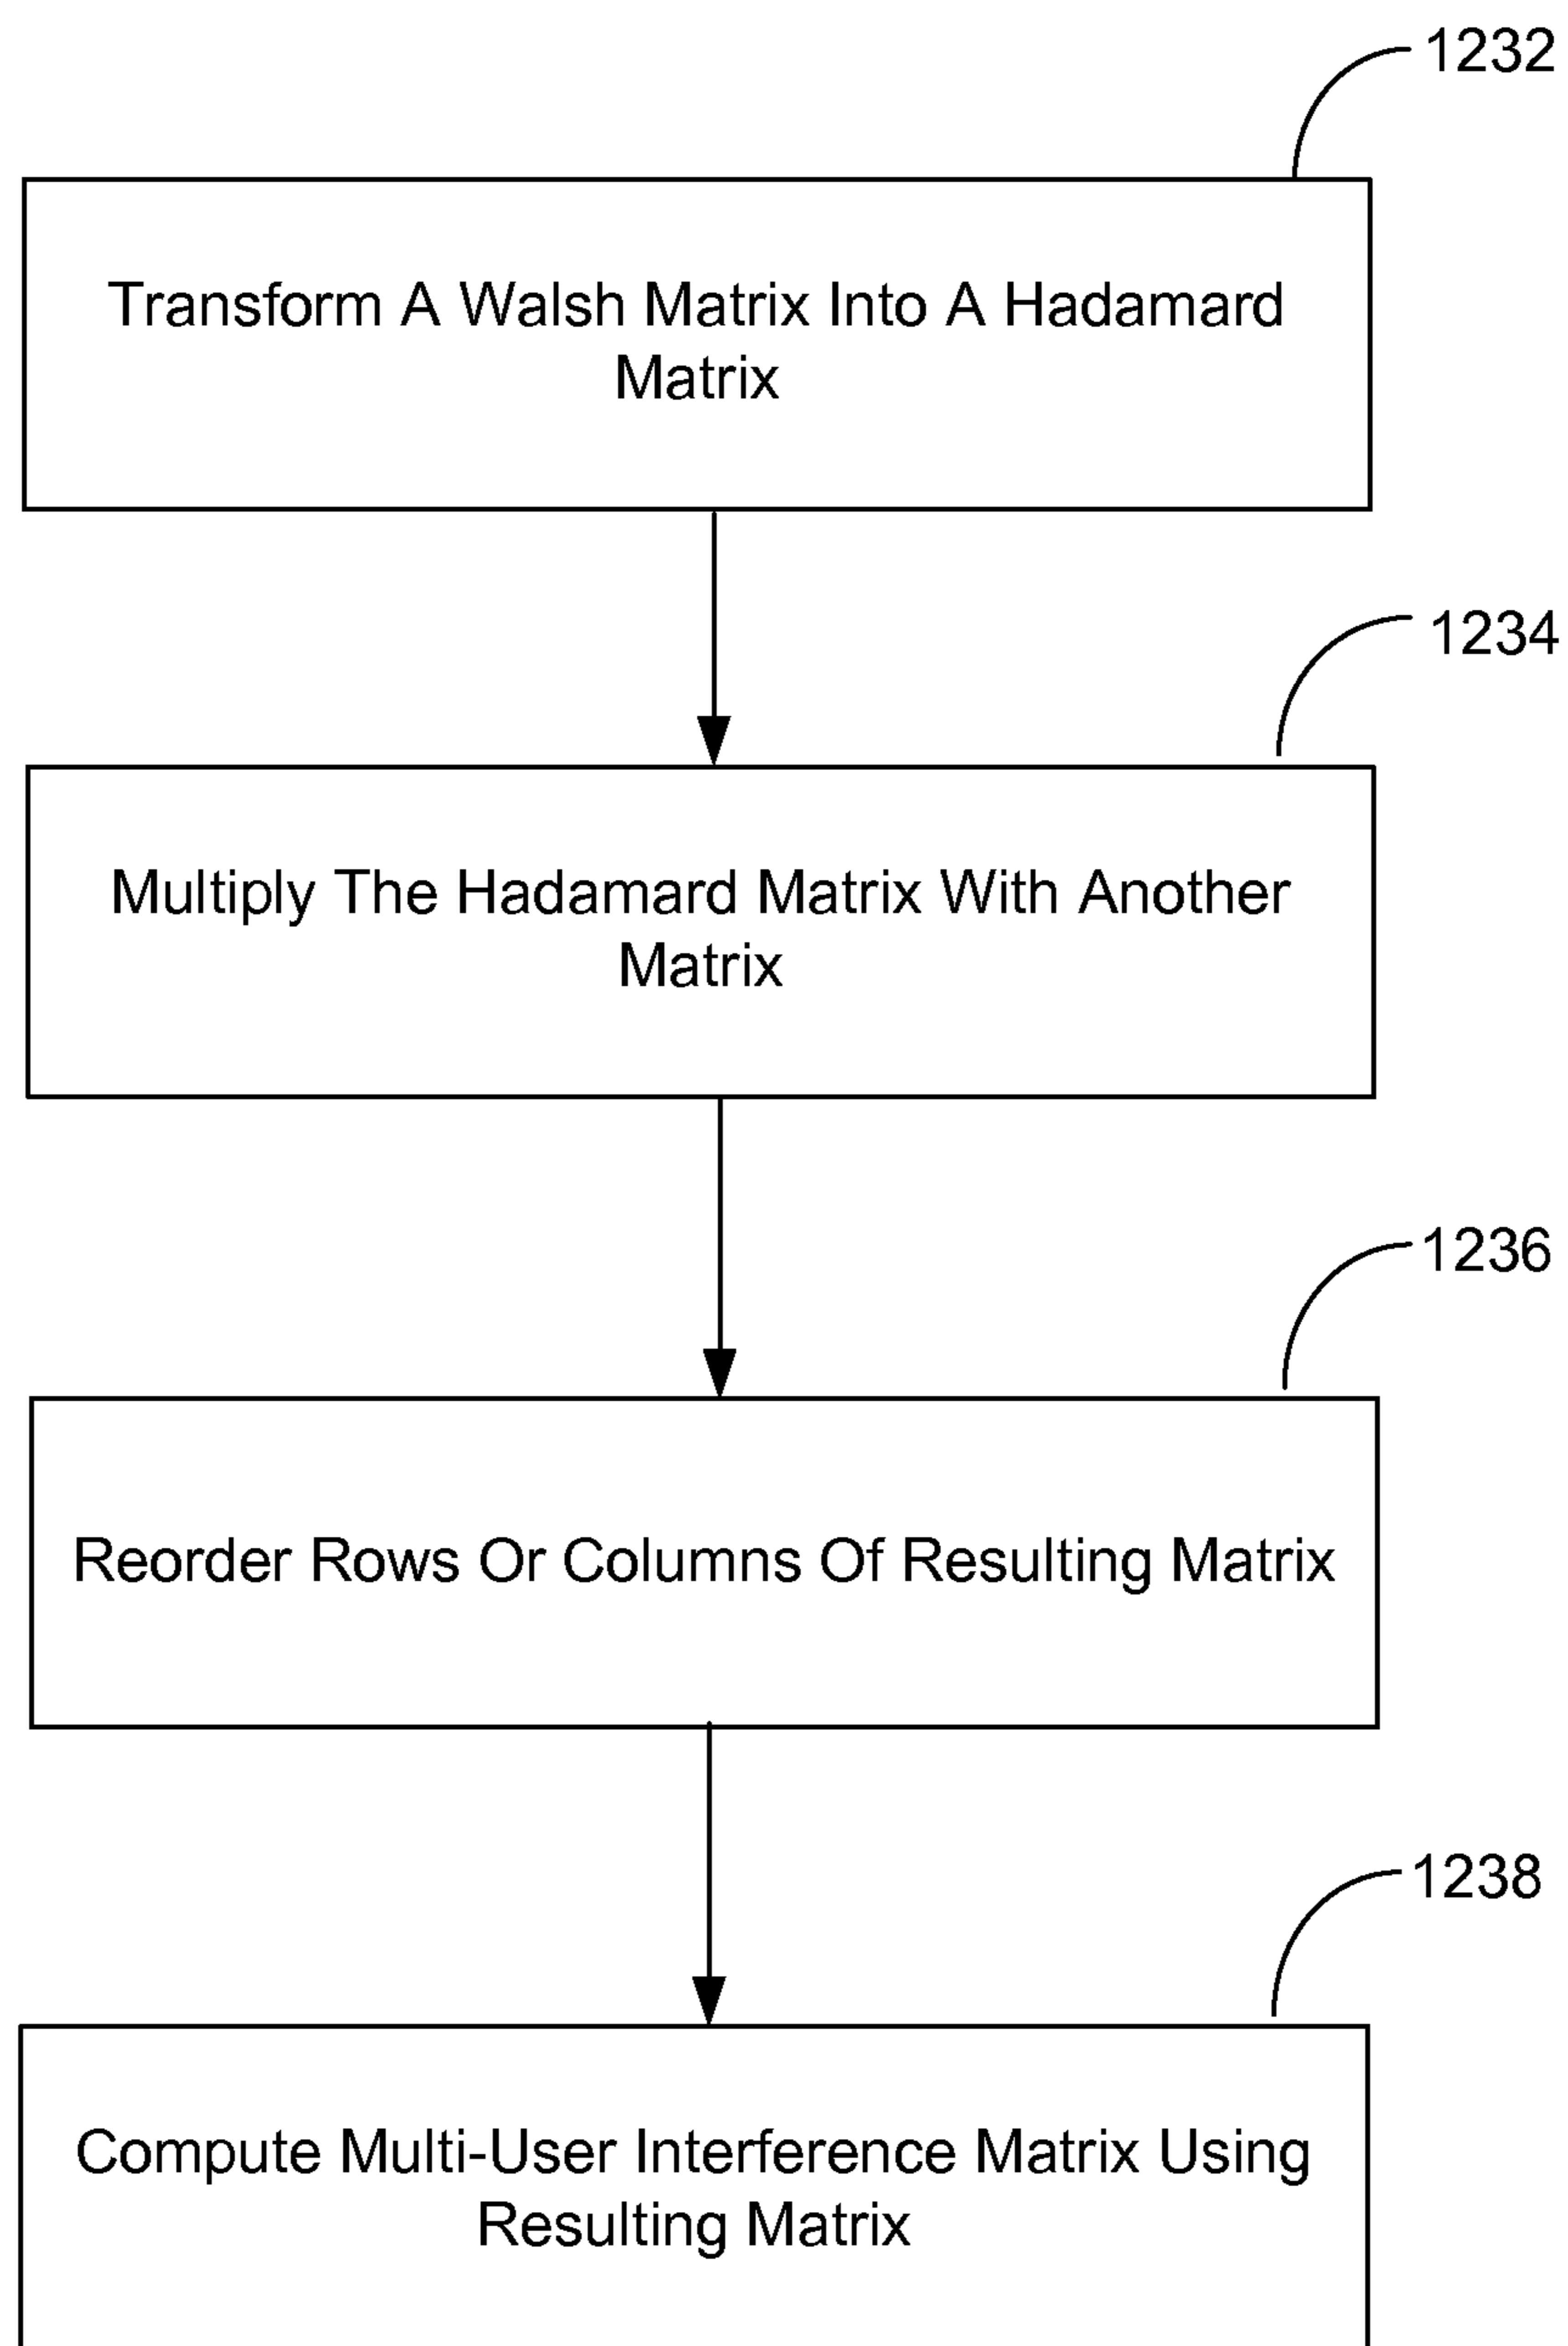 1232
Transform A Walsh Matrix Into A Hadamard
Matrix
1234
Multiply The Hadamard Matrix With Another
Matrix
1236
Reorder Rows Or Columns Of Resulting Matrix
1238
Compute Multi-User Interference Matrix Using
Resulting Matrix